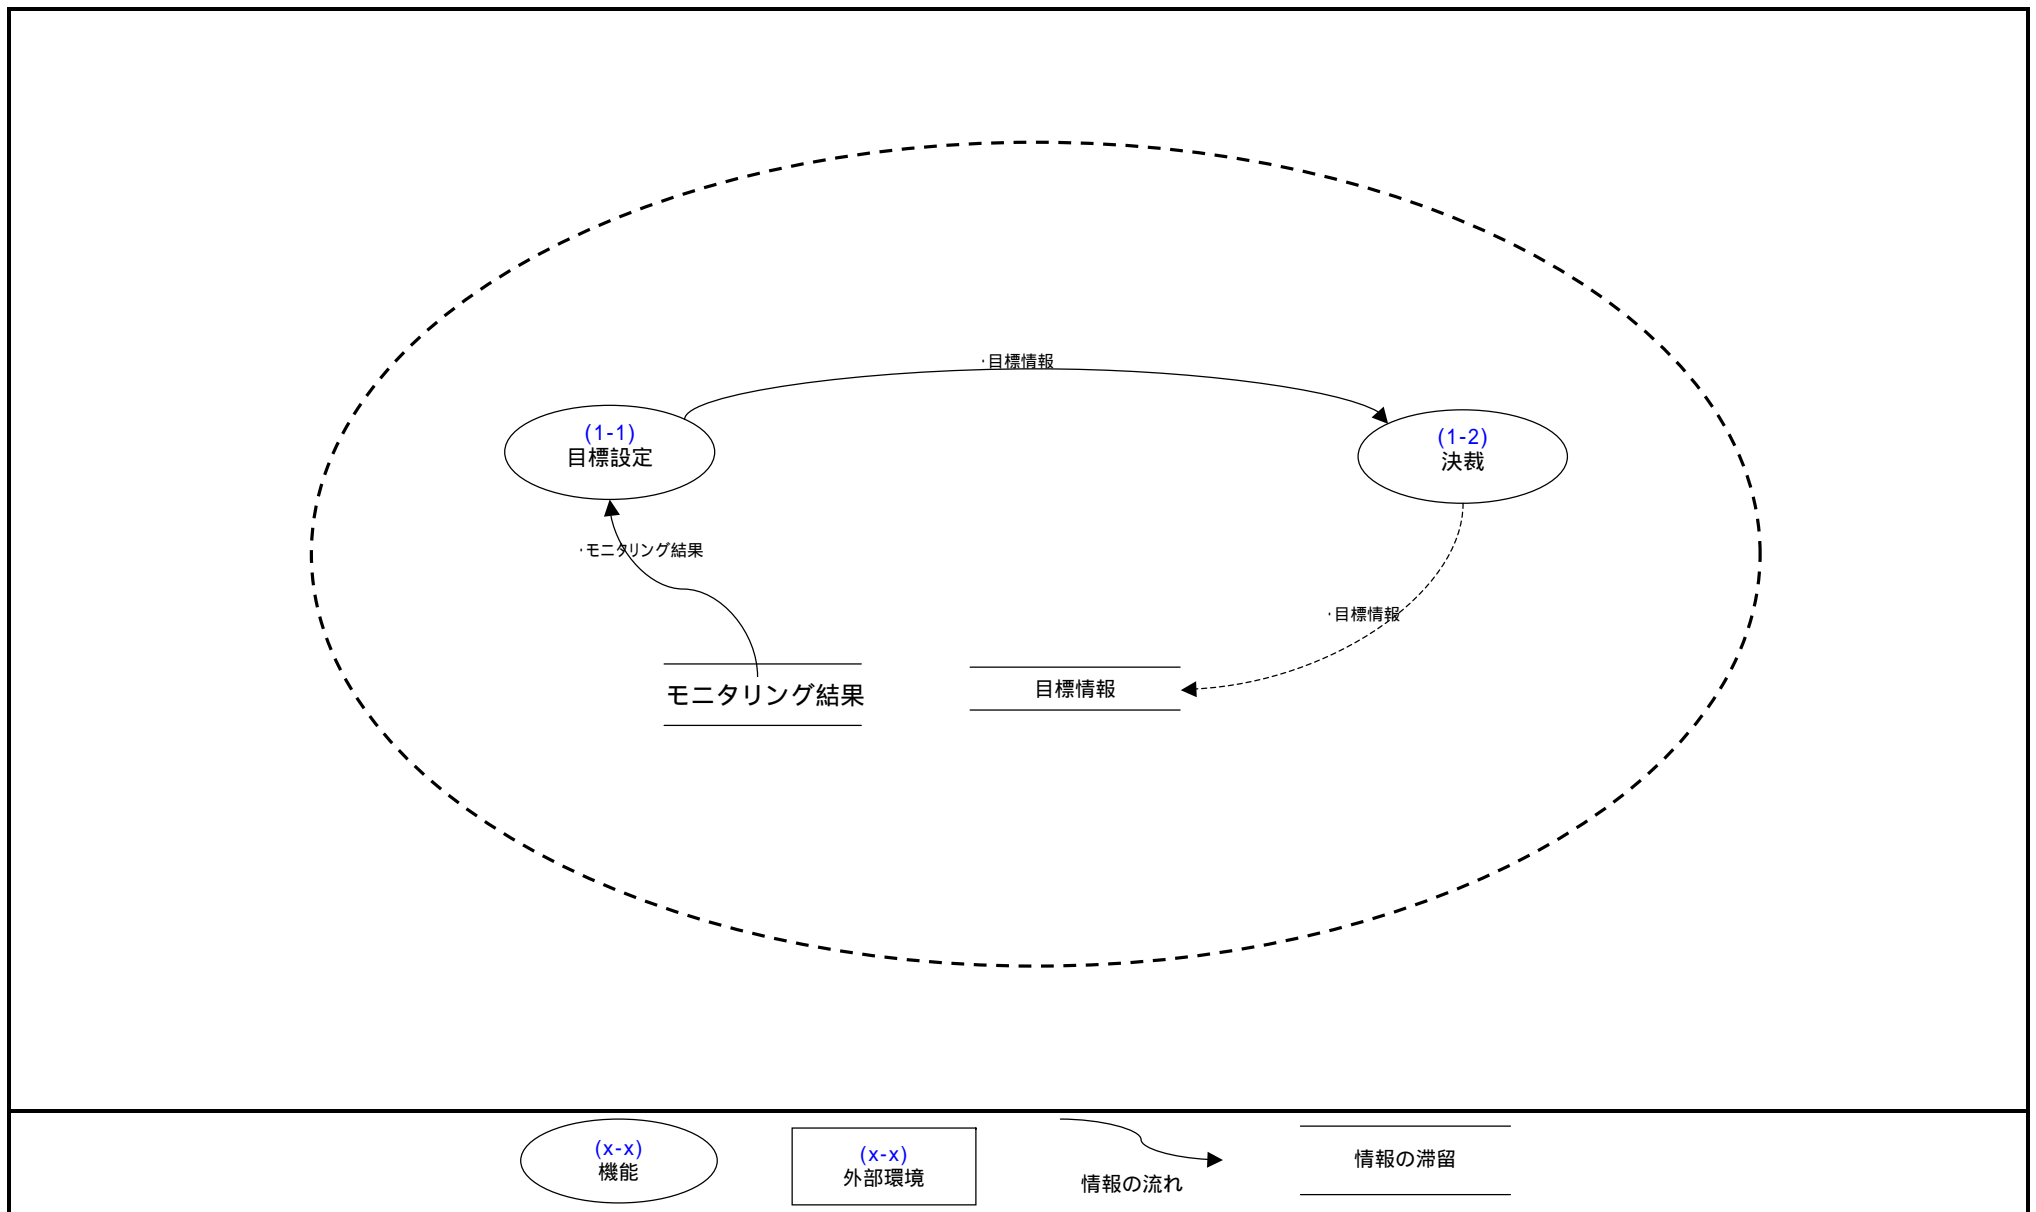 ・目標情報
(1-1)
目標設定
(1-2)
決裁
・モニタリング結果
・目標情報
モニタリング結果
目標情報
(x-x)
機能
(x-x)
外部環境
情報の流れ
情報の滞留